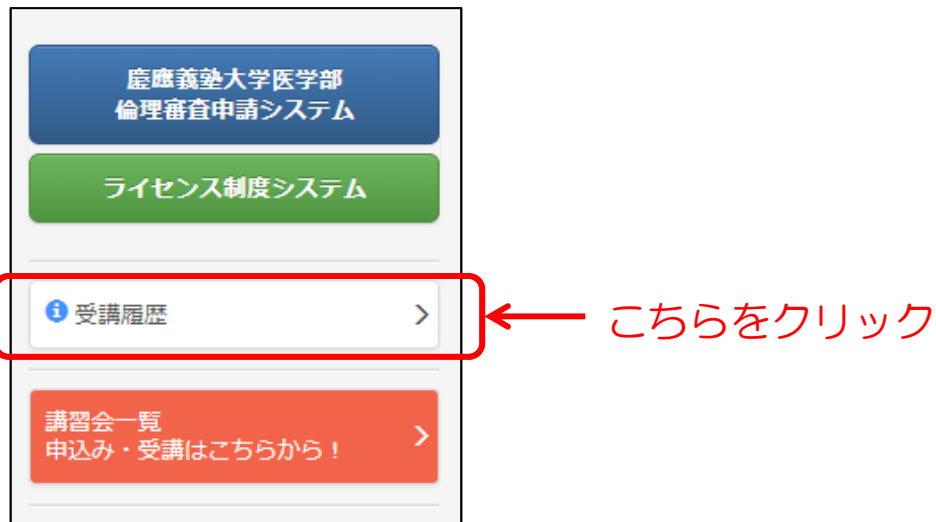 慶應義塾大学医学部
倫理審査申請システム
ライセンス制度システム
受講履歴
こちらをクリック
講習会一覧
申込み・受講はこちらから！